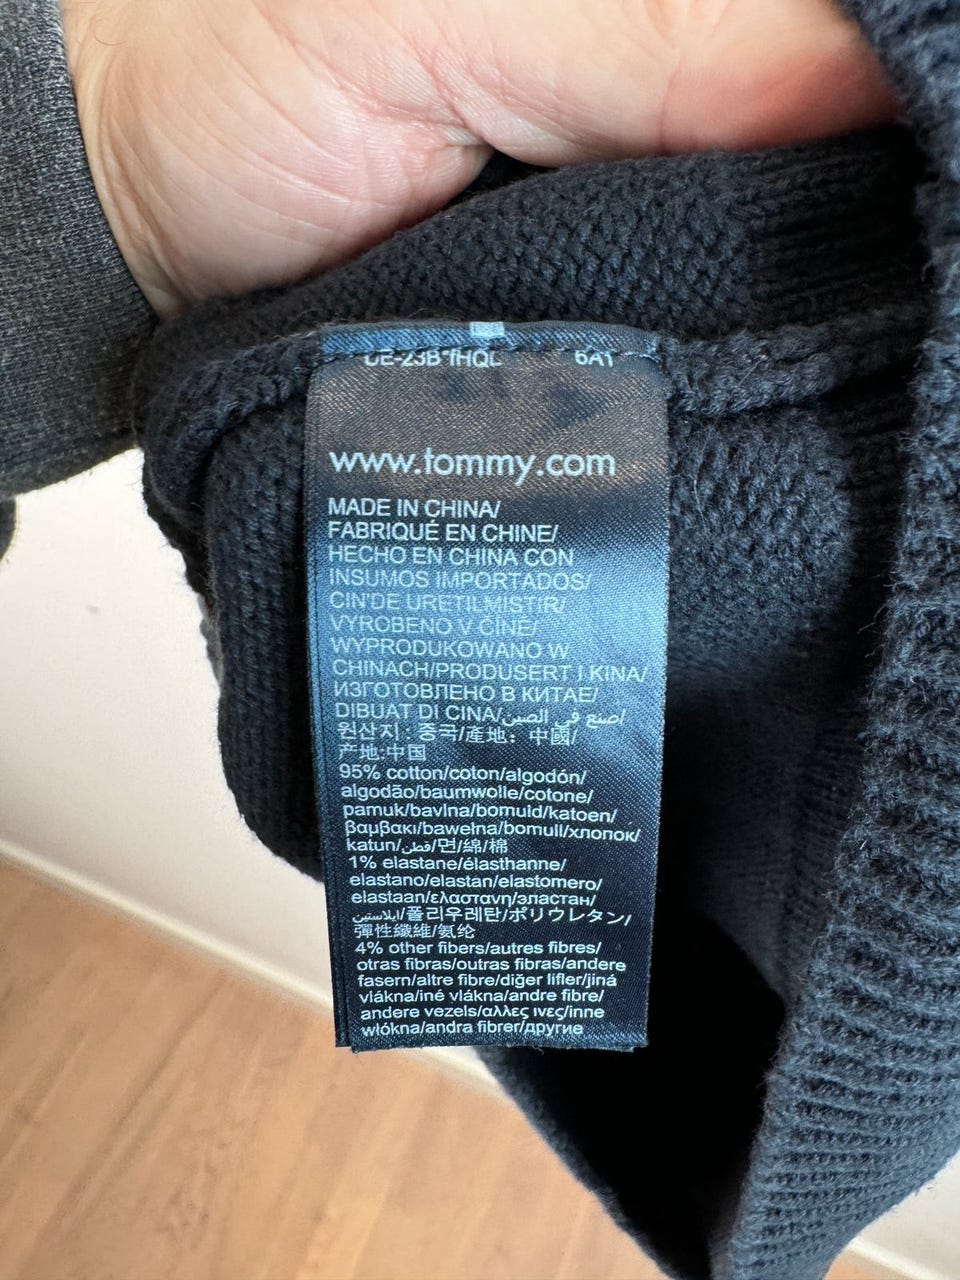 6A1
www.tommy.com
MADE IN CHINA/
FABRIQUÉ EN CHINE/
HECHO EN CHINA CON
INSUMOS IMPORTADOS/
CIN'DE URETILMISTIR/
VYROBENO V ČÍNE/
WYPRODUKOWANO W
CHINACH/PRODUSERT I KINA/
ИЗГОТОВЛЕНО В КИТАЕ/
DIBUAT DI CINA/صنع في الصين/
원산지 : 중국/產地：中國/
产地:中国
95% cotton/coton/algodón/
algodão/baumwolle/cotone/
pamuk/bavlna/bomuld/katoen/
βαμβακι/bawełna/bomull/хлопок/
katun/قطن/면/綿/棉
1% elastane/élasthanne/
elastano/elastan/elastomero/
elastaan/ελαστανη/эластан/
ايلاستين/폴리우레탄/ポリウレタン/
彈性纖維/氨纶
4% other fibers/autres fibres/
otras fibras/outras fibras/andere
fasern/altre fibre/diğer lifler/jiná
vlákna/iné vlákna/andre fibre/
andere vezels/αλλες ινες/inne
włókna/andra fibrer/другие